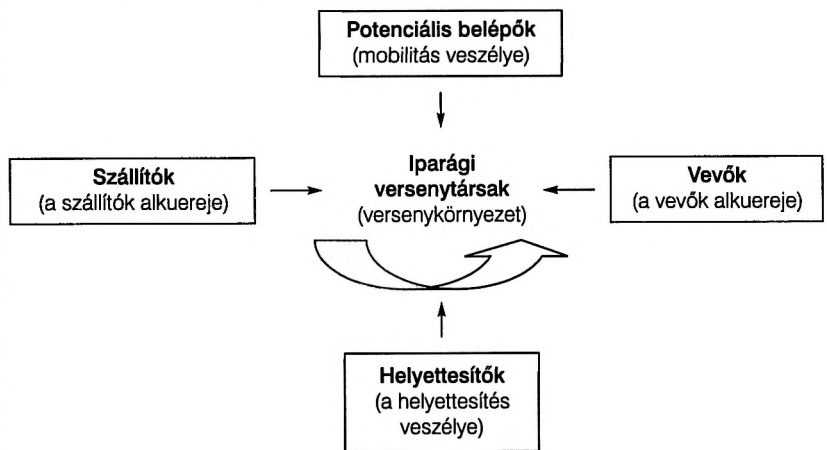 Potenciális belépők
(mobilitás veszélye)
Szállítók
(a szállítók alkuereje)
Iparági
versenytársak
(versenykörnyezet)
Vevők
(a vevők alkuereje)
Helyettesítők
(a helyettesítés
veszélye)